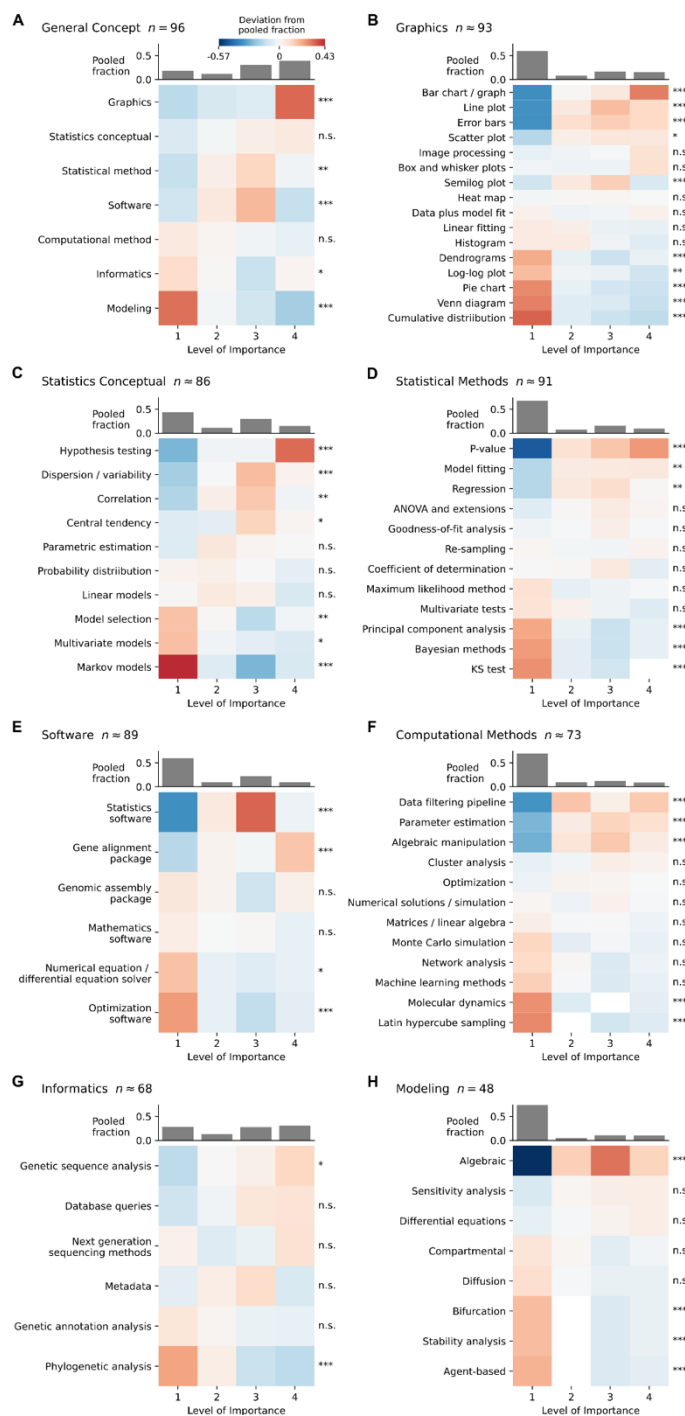 A
General Concept n = 96
Deviation from
pooled fraction
-0.57 0 0.43
Pooled
fraction
0.5
0.0
Graphics ***
Statistics conceptual n.s.
Statistical method **
Software ***
Computational method n.s.
Informatics *
Modeling ***
1 2 3 4
Level of Importance
B
Graphics n ≈ 93
Pooled
fraction
0.5
0.0
Bar chart / graph ***
Line plot ***
Error bars ***
Scatter plot *
Image processing n.s
Box and whisker plots n.s
Semilog plot ***
Heat map n.s
Data plus model fit n.s
Linear fitting n.s
Histogram n.s
Dendrograms ***
Log-log plot **
Pie chart ***
Venn diagram ***
Cumulative distriibution ***
1 2 3 4
Level of Importance
C
Statistics Conceptual n ≈ 86
Pooled
fraction
0.5
0.0
Hypothesis testing ***
Dispersion / variability ***
Correlation **
Central tendency *
Parametric estimation n.s.
Probability distriibution n.s.
Linear models n.s.
Model selection **
Multivariate models *
Markov models ***
1 2 3 4
Level of Importance
D
Statistical Methods n ≈ 91
Pooled
fraction
0.5
0.0
P-value ***
Model fitting **
Regression **
ANOVA and extensions n.s
Goodness-of-fit analysis n.s
Re-sampling n.s
Coefficient of determination n.s
Maximum likelihood method n.s
Multivariate tests n.s
Principal component analysis ***
Bayesian methods ***
KS test ***
1 2 3 4
Level of Importance
E
Software n ≈ 89
Pooled
fraction
0.5
0.0
Statistics
software ***
Gene alignment
package ***
Genomic assembly
package n.s.
Mathematics
software n.s.
Numerical equation /
differential equation solver *
Optimization
software ***
1 2 3 4
Level of Importance
F
Computational Methods n ≈ 73
Pooled
fraction
0.5
0.0
Data filtering pipeline ***
Parameter estimation ***
Algebraic manipulation ***
Cluster analysis n.s
Optimization n.s
Numerical solutions / simulation n.s
Matrices / linear algebra n.s
Monte Carlo simulation n.s
Network analysis n.s
Machine learning methods n.s
Molecular dynamics ***
Latin hypercube sampling ***
1 2 3 4
Level of Importance
G
Informatics n ≈ 68
Pooled
fraction
0.5
0.0
Genetic sequence analysis *
Database queries n.s.
Next generation
sequencing methods n.s.
Metadata n.s.
Genetic annotation analysis n.s.
Phylogenetic analysis ***
1 2 3 4
Level of Importance
H
Modeling n = 48
Pooled
fraction
0.5
0.0
Algebraic ***
Sensitivity analysis n.s
Differential equations n.s
Compartmental n.s
Diffusion n.s
Bifurcation ***
Stability analysis ***
Agent-based ***
1 2 3 4
Level of Importance